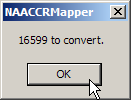 NAACCRMapper
16599 to convert.
OK